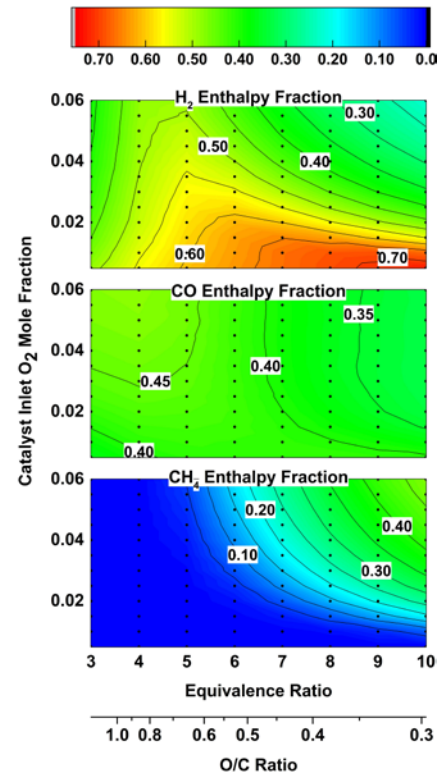 0.70 0.60 0.50 0.40 0.30 0.20 0.10 0.0
H2 Enthalpy Fraction
0.06
0.30
0.50
0.04
0.40
0.02
0.60
0.70
CO Enthalpy Fraction
0.06
0.35
0.04
0.40
0.45
0.02
0.40
CH4 Enthalpy Fraction
0.06
0.20
0.40
0.04
0.10
0.30
0.02
Catalyst Inlet O2 Mole Fraction
3 4 5 6 7 8 9 10
Equivalence Ratio
1.0 0.8 0.6 0.5 0.4 0.3
O/C Ratio